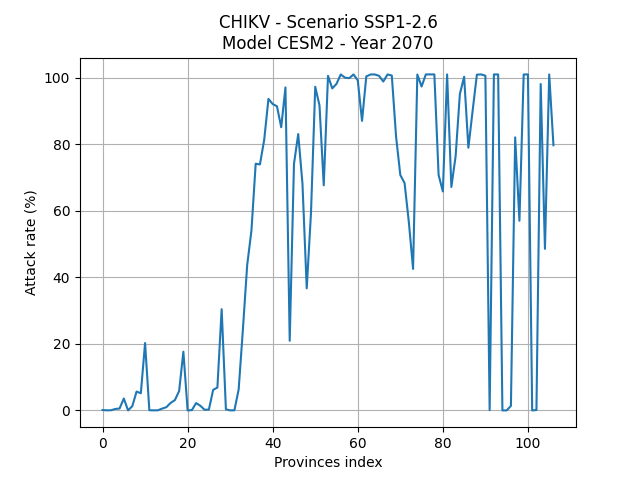 CHIKV - Scenario SSP1-2.6
Model CESM2 - Year 2070
100
80
60
40
20
0
Attack rate (%)
0 20 40 60 80 100
Provinces index